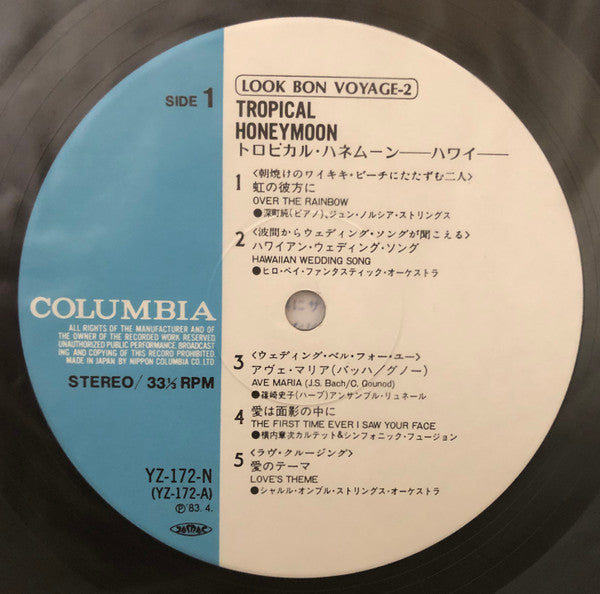 LOOK BON VOYAGE-2
SIDE 1
TROPICAL
HONEYMOON
トロピカル・ハネムーン——ハワイ——
1
〈朝焼けのワイキキ・ビーチにたたずむ二人〉
虹の彼方に
OVER THE RAINBOW
●深町純(ピアノ)、ジュン・ノルシア・ストリングス
2
〈波間からウェディング・ソングが聞こえる〉
ハワイアン・ウェディング・ソング
HAWAIIAN WEDDING SONG
●ヒロ・ベイ・ファンタスティック・オーケストラ
COLUMBIA
ALL RIGHTS OF THE MANUFACTURER AND OF
THE OWNER OF THE RECORDED WORK RESERVED.
UNAUTHORIZED PUBLIC PERFORMANCE, BROADCAST
ING AND COPYING OF THIS RECORD PROHIBITED.
MADE IN JAPAN BY NIPPON COLUMBIA CO. LTD
STEREO/33⅓ RPM
3
〈ウェディング・ベル・フォー・ユー〉
アヴェ・マリア(バッハ/グノー)
AVE MARIA (J.S. Bach/C. Gounod)
●篠崎史子(ハープ)アンサンブル・リュネール
4
愛は面影の中に
THE FIRST TIME EVER I SAW YOUR FACE
●横内章次カルテット&シンフォニック・フュージョン
5
〈ラヴ・クルージング〉
愛のテーマ
LOVE'S THEME
●シャルル・オンブル・ストリングス・オーケストラ
YZ-172-N
(YZ-172-A)
Ⓟ'83. 4.